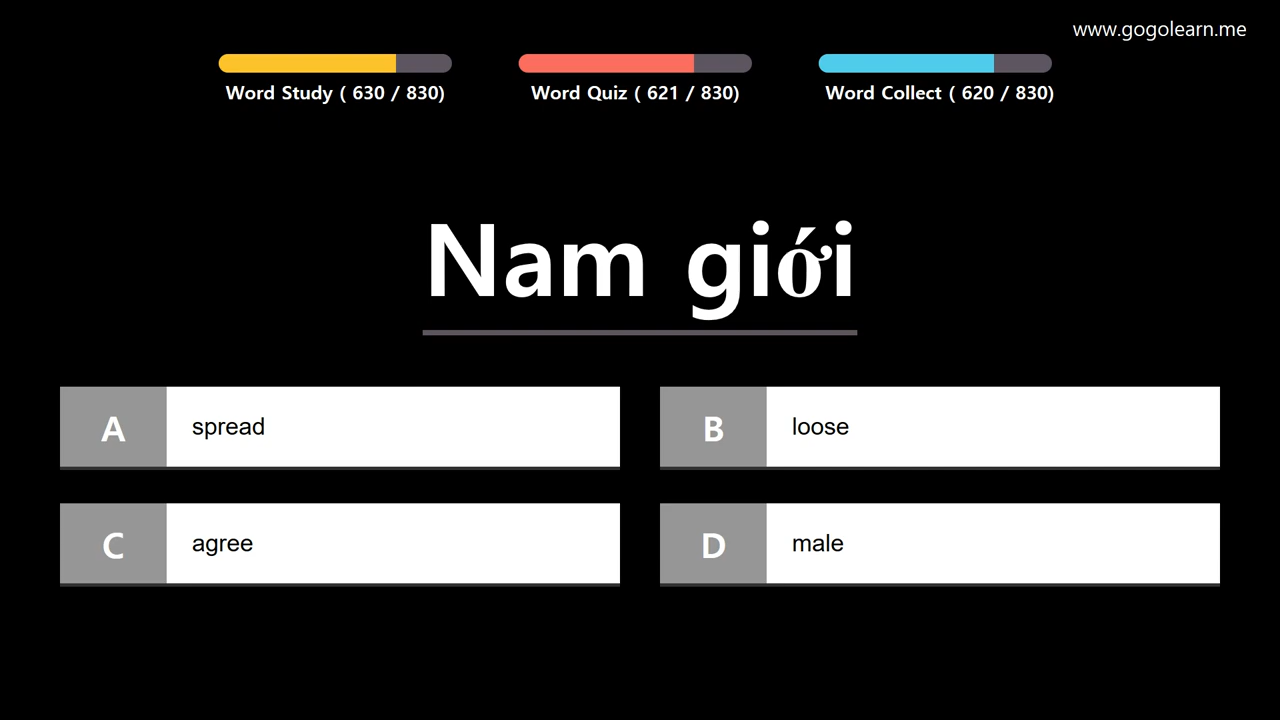 www.gogolearn.me
Word Study ( 630 / 830)
Word Quiz ( 621 / 830)
Word Collect ( 620 / 830)
Nam giới
A spread
B loose
C agree
D male